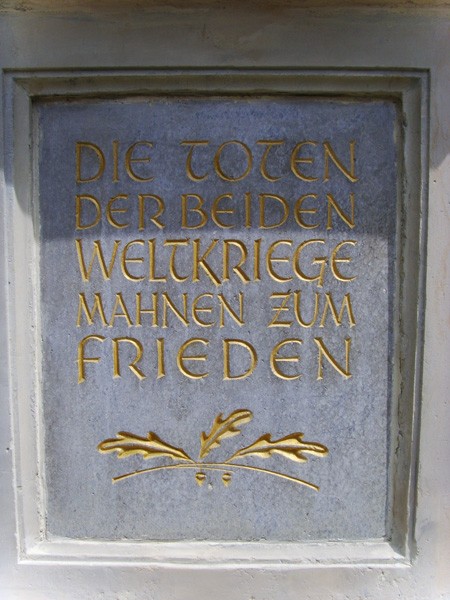 DIE TOTEN
DER BEIDEN
WELTKRIEGE
MAHNEN ZUM
FRIEDEN